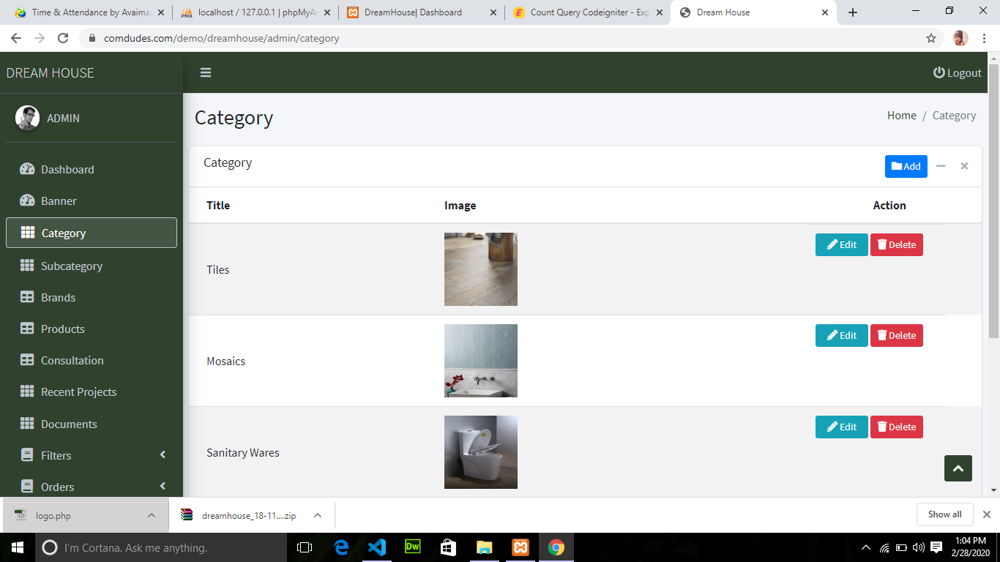 Time & Attendance by Avaima
localhost / 127.0.0.1 | phpMyA
DreamHouse| Dashboard
Count Query Codeigniter - Exp
Dream House
comdudes.com/demo/dreamhouse/admin/category
DREAM HOUSE
Logout
ADMIN
Category
Home / Category
Dashboard
Banner
Category
Subcategory
Brands
Products
Consultation
Recent Projects
Documents
Filters
Orders
Category
Add
Title Image Action
Tiles
Edit Delete
Mosaics
Edit Delete
Sanitary Wares
Edit Delete
logo.php
dreamhouse_18-11....zip
Show all
I'm Cortana. Ask me anything.
Dw
1:04 PM
2/28/2020